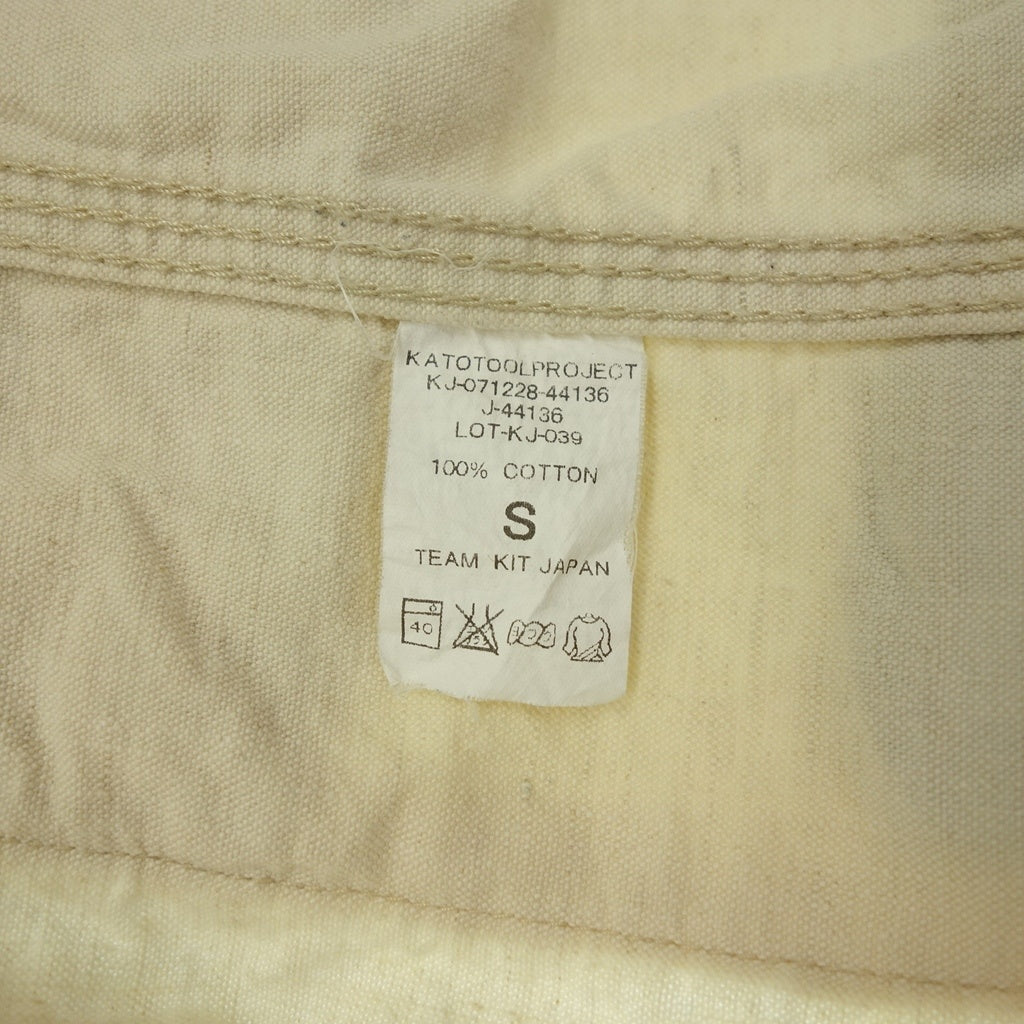 KATOTOOLPROJECT
KJ-071228-44136
J-44136
LOT-KJ-039
100% COTTON
S
TEAM KIT JAPAN
40